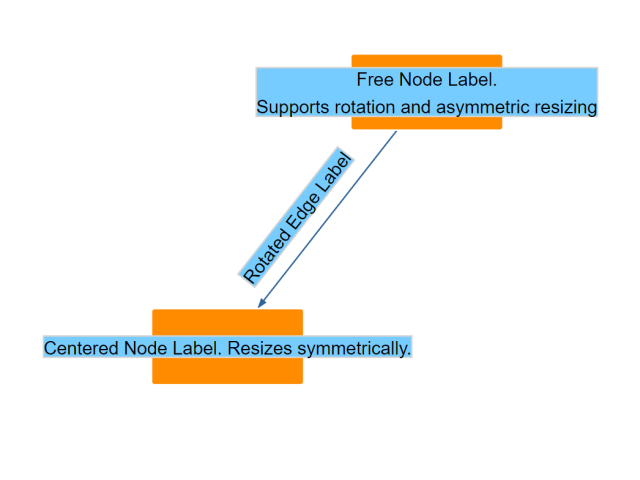 Free Node Label.
Supports rotation and asymmetric resizing
Rotated Edge Label
Centered Node Label. Resizes symmetrically.